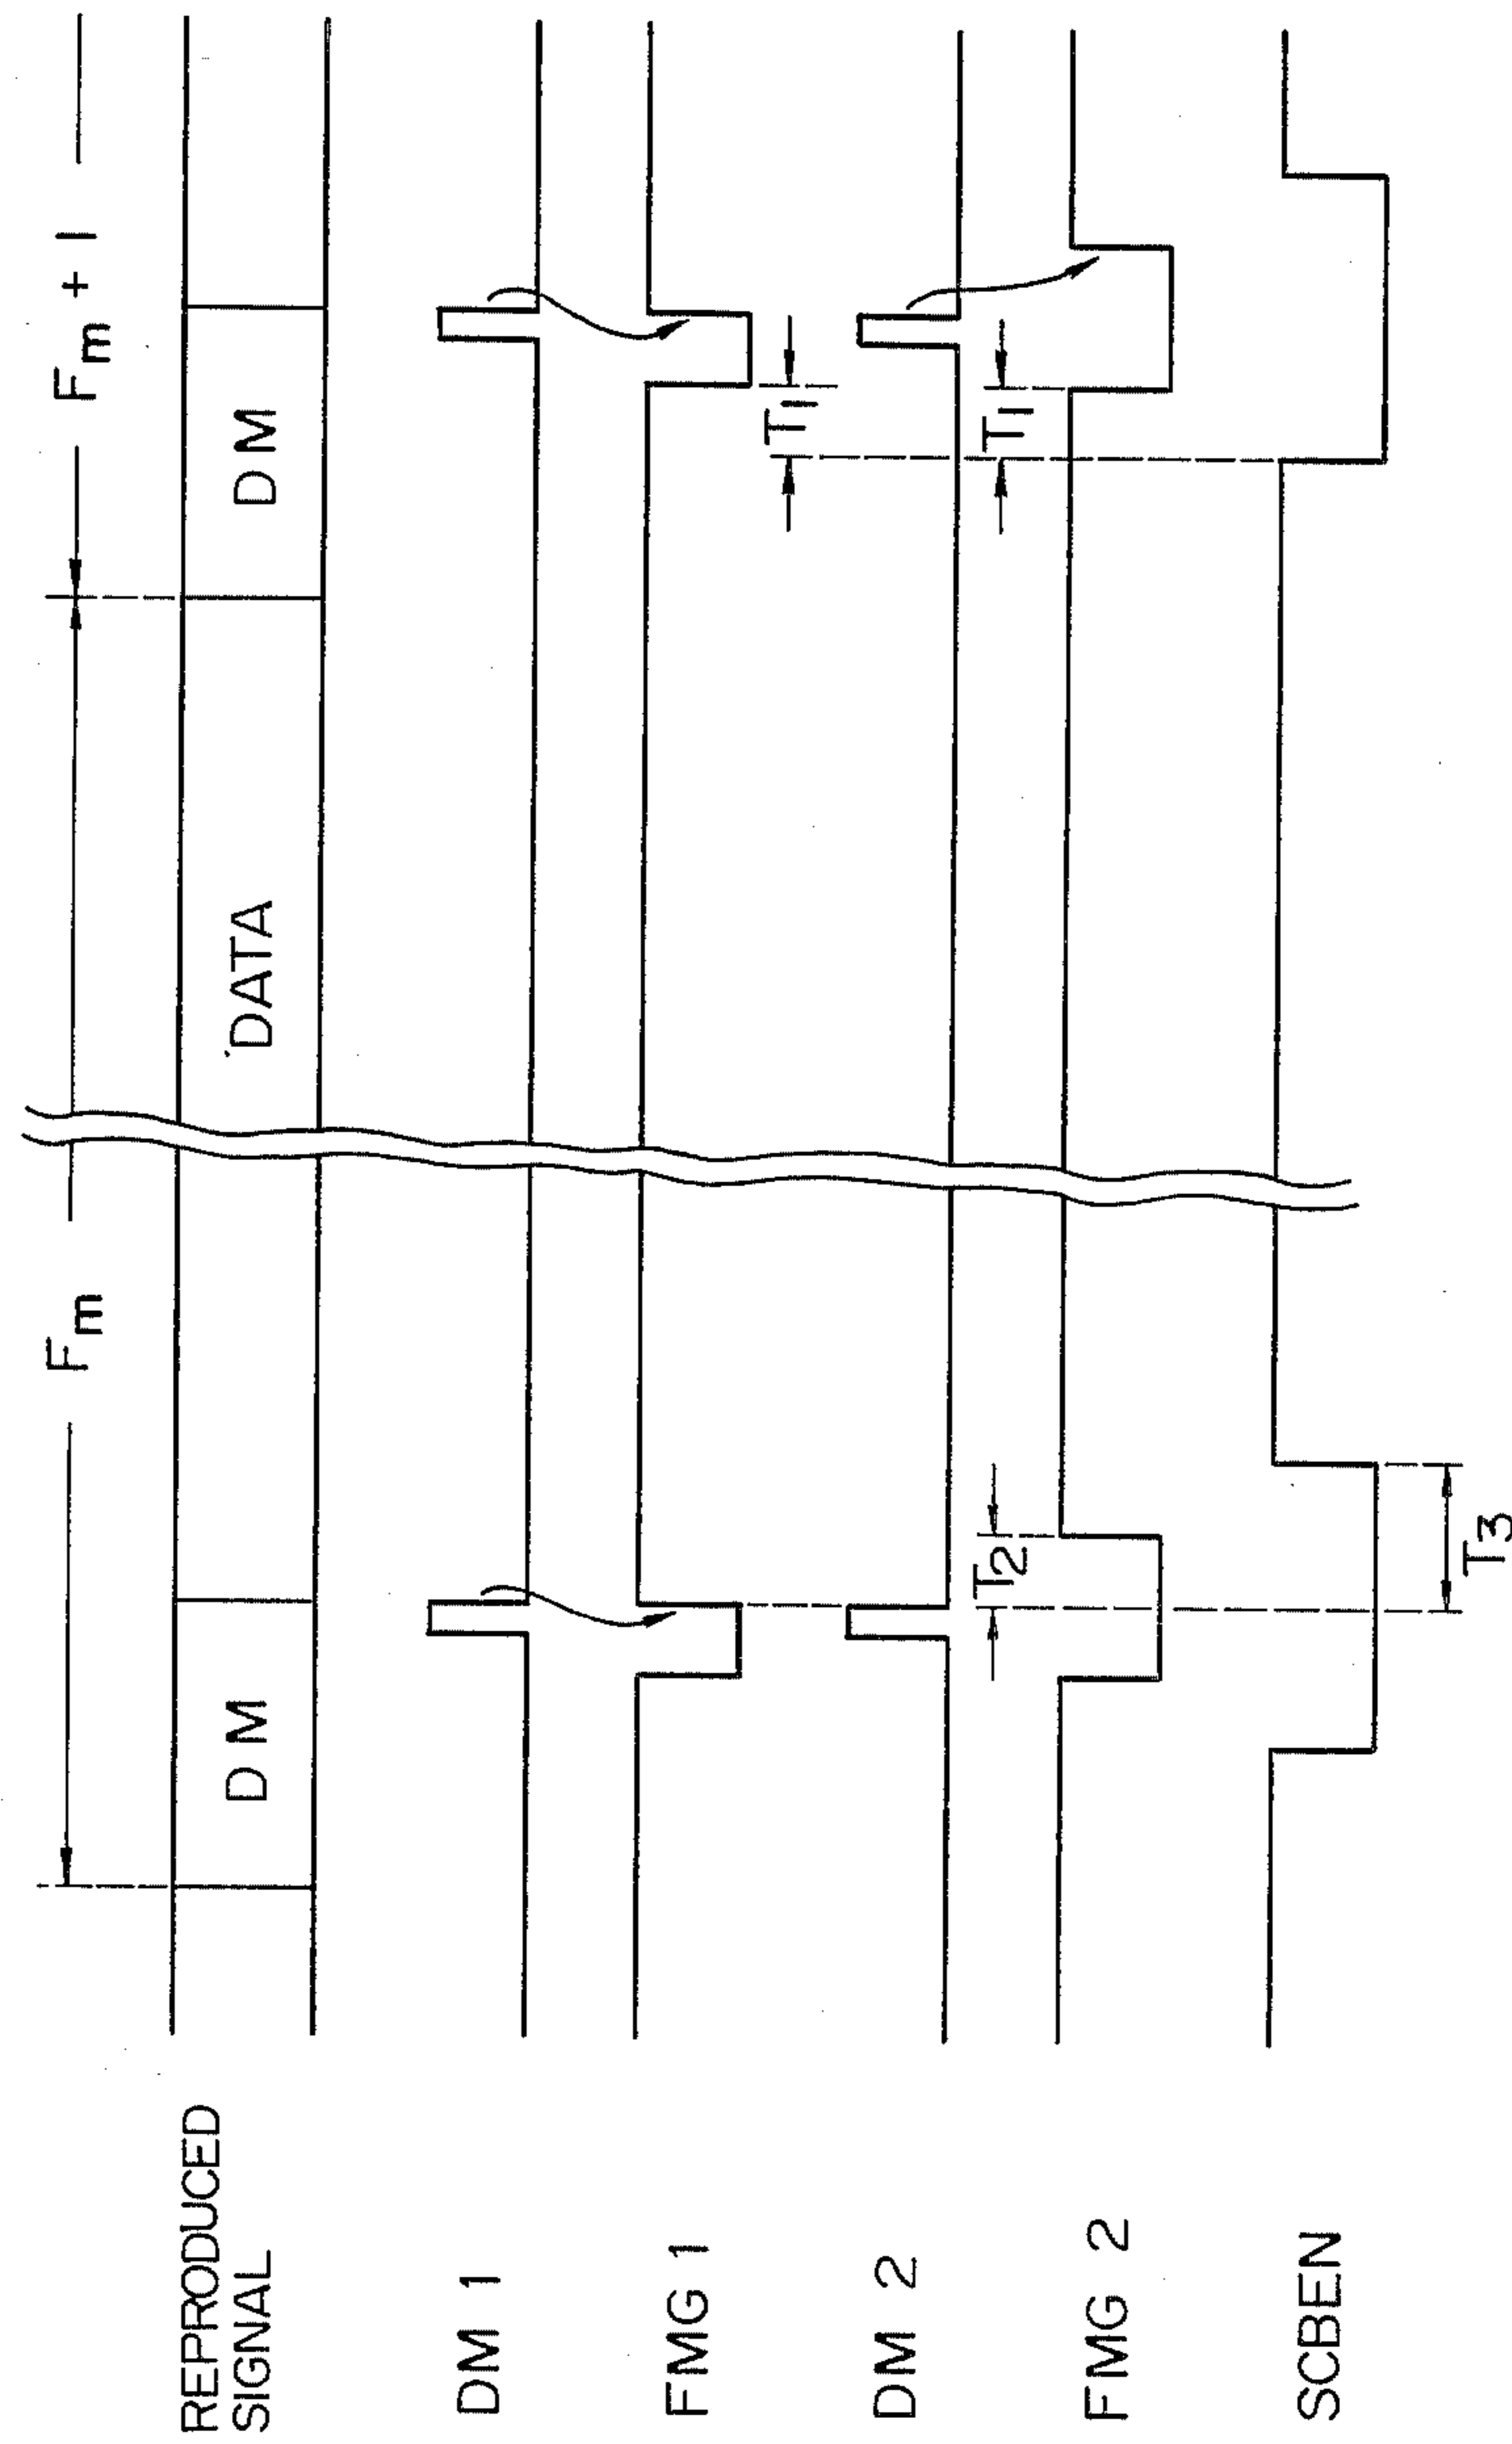 Fm
Fm + 1
REPRODUCED
SIGNAL
DM
DATA
DM
DM 1
FMG 1
T1
DM 2
T2
T1
FMG 2
SCBEN
T3